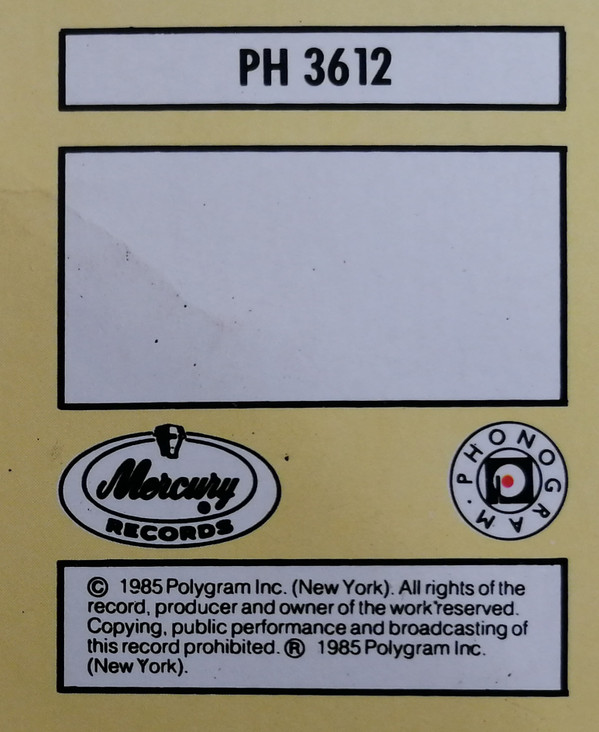 PH 3612
Mercury
RECORDS
PHONOGRAM
© 1985 Polygram Inc. (New York). All rights of the
record, producer and owner of the work reserved.
Copying, public performance and broadcasting of
this record prohibited. ® 1985 Polygram Inc.
(New York).